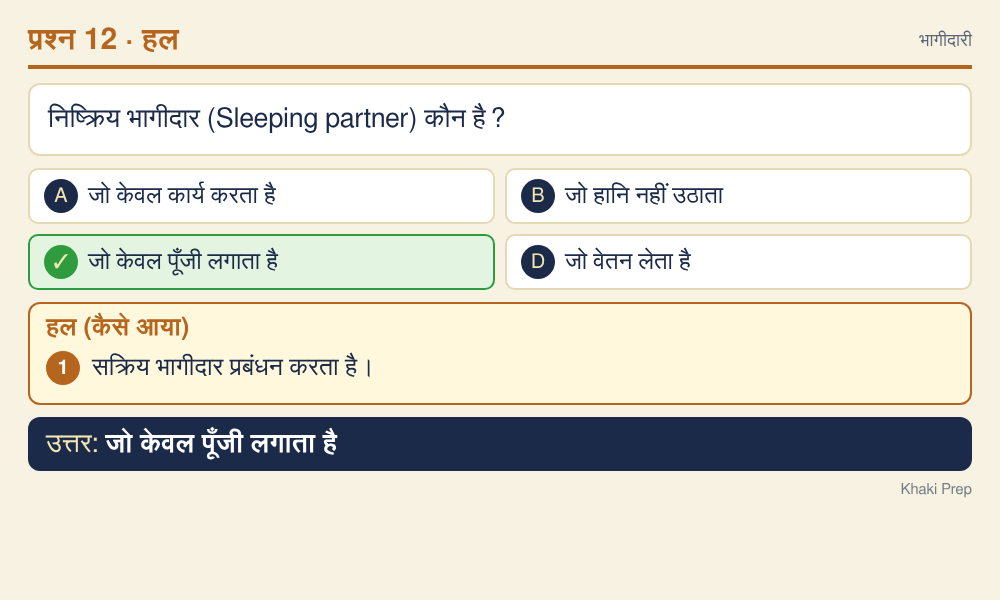 प्रश्न 12 · हल
भागीदारी
निष्क्रिय भागीदार (Sleeping partner) कौन है ?
A जो केवल कार्य करता है
B जो हानि नहीं उठाता
✓ जो केवल पूँजी लगाता है
D जो वेतन लेता है
हल (कैसे आया)
1 सक्रिय भागीदार प्रबंधन करता है।
उत्तर: जो केवल पूँजी लगाता है
Khaki Prep